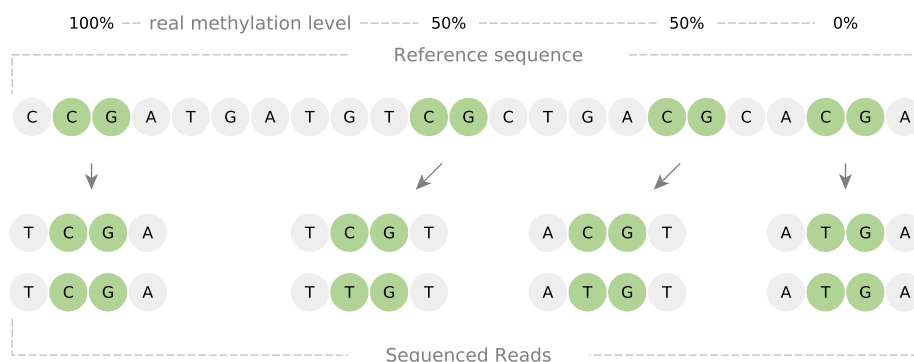 100% real methylation level 50% 50% 0%
Reference sequence
C C G A T G A T G T C G C T G A C G C A C G A
T C G A T C G T A C G T A T G A
T C G A T T G T A T G T A T G A
Sequenced Reads